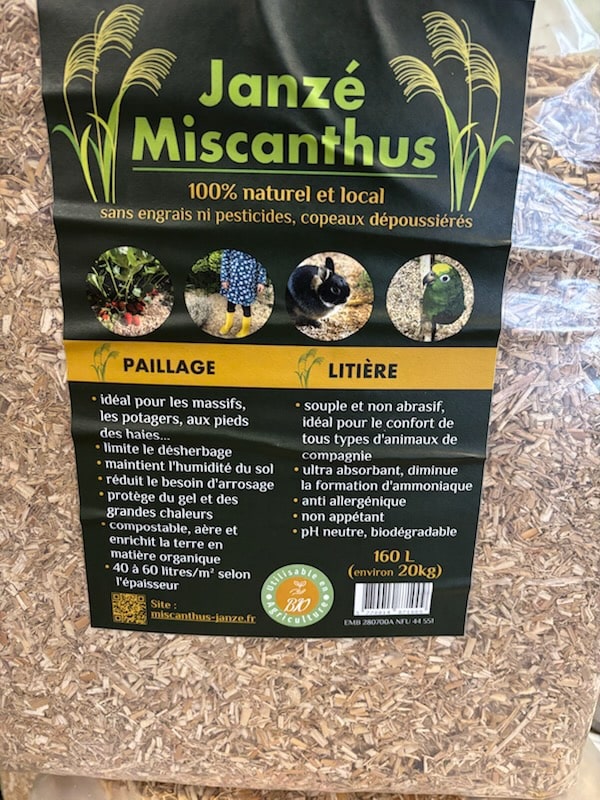 Janzé
Miscanthus
100% naturel et local
sans engrais ni pesticides, copeaux dépoussiérés
PAILLAGE
• idéal pour les massifs,
les potagers, aux pieds
des haies...
• limite le désherbage
• maintient l'humidité du sol
• réduit le besoin d'arrosage
• protège du gel et des
grandes chaleurs
• compostable, aère et
enrichit la terre en
matière organique
• 40 à 60 litres/m² selon
l'épaisseur
Site :
miscanthus-janze.fr
LITIÈRE
• souple et non abrasif,
idéal pour le confort de
tous types d'animaux de
compagnie
• ultra absorbant, diminue
la formation d'ammoniaque
• anti allergénique
• non appétant
• pH neutre, biodégradable
160 L
(environ 20kg)
Utilisable en
BIO
Agriculture
EMB 280700A NFU 44 551